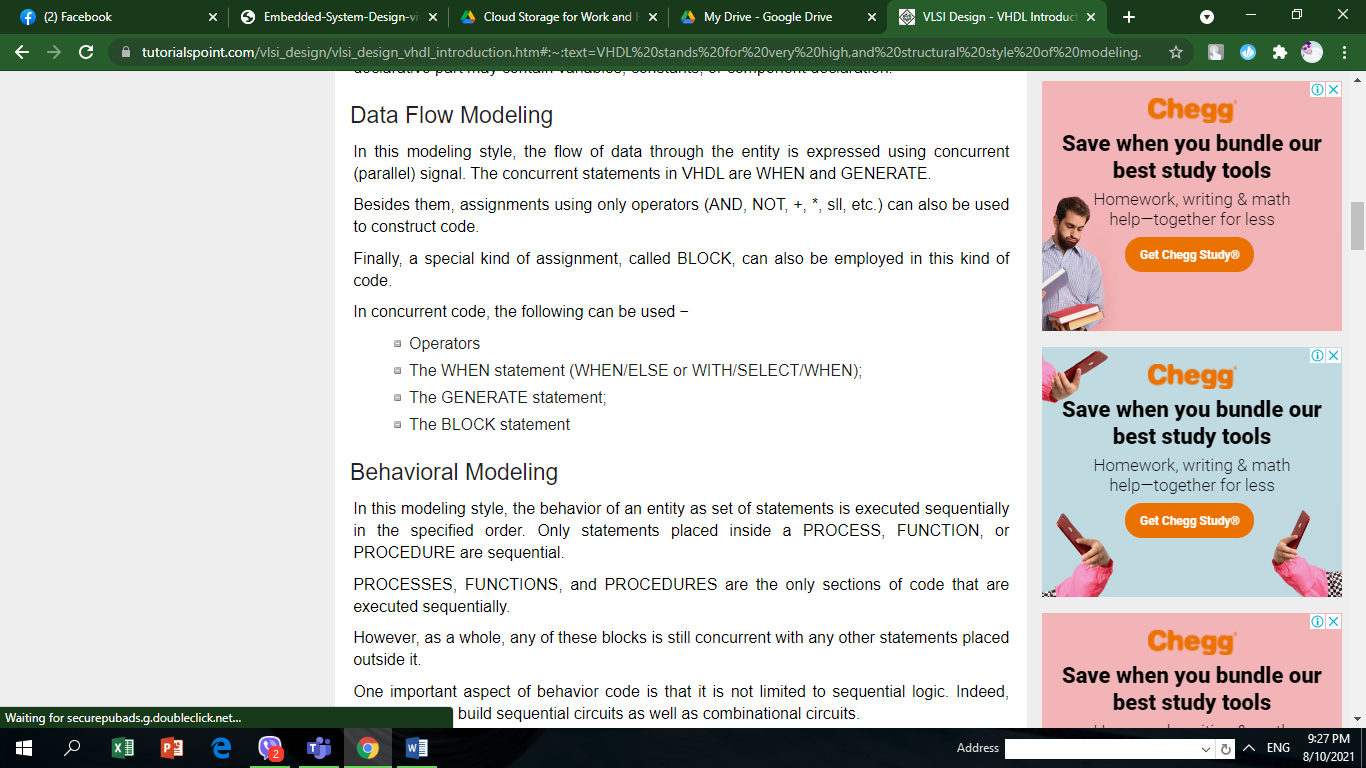 (2) Facebook
Embedded-System-Design-vi
Cloud Storage for Work and H
My Drive - Google Drive
VLSI Design - VHDL Introduct
tutorialspoint.com/vlsi_design/vlsi_design_vhdl_introduction.htm#:~:text=VHDL%20stands%20for%20very%20high,and%20structural%20style%20of%20modeling.
declarative part may contain variables, constants, or component declaration.
Data Flow Modeling
In this modeling style, the flow of data through the entity is expressed using concurrent
(parallel) signal. The concurrent statements in VHDL are WHEN and GENERATE.
Besides them, assignments using only operators (AND, NOT, +, *, sll, etc.) can also be used
to construct code.
Finally, a special kind of assignment, called BLOCK, can also be employed in this kind of
code.
In concurrent code, the following can be used −
Operators
The WHEN statement (WHEN/ELSE or WITH/SELECT/WHEN);
The GENERATE statement;
The BLOCK statement
Behavioral Modeling
In this modeling style, the behavior of an entity as set of statements is executed sequentially
in the specified order. Only statements placed inside a PROCESS, FUNCTION, or
PROCEDURE are sequential.
PROCESSES, FUNCTIONS, and PROCEDURES are the only sections of code that are
executed sequentially.
However, as a whole, any of these blocks is still concurrent with any other statements placed
outside it.
One important aspect of behavior code is that it is not limited to sequential logic. Indeed,
build sequential circuits as well as combinational circuits.
Chegg
Save when you bundle our
best study tools
Homework, writing & math
help—together for less
Get Chegg Study®
Chegg
Save when you bundle our
best study tools
Homework, writing & math
help—together for less
Get Chegg Study®
Chegg
Save when you bundle our
best study tools
Waiting for securepubads.g.doubleclick.net...
2
Address
ENG
9:27 PM
8/10/2021